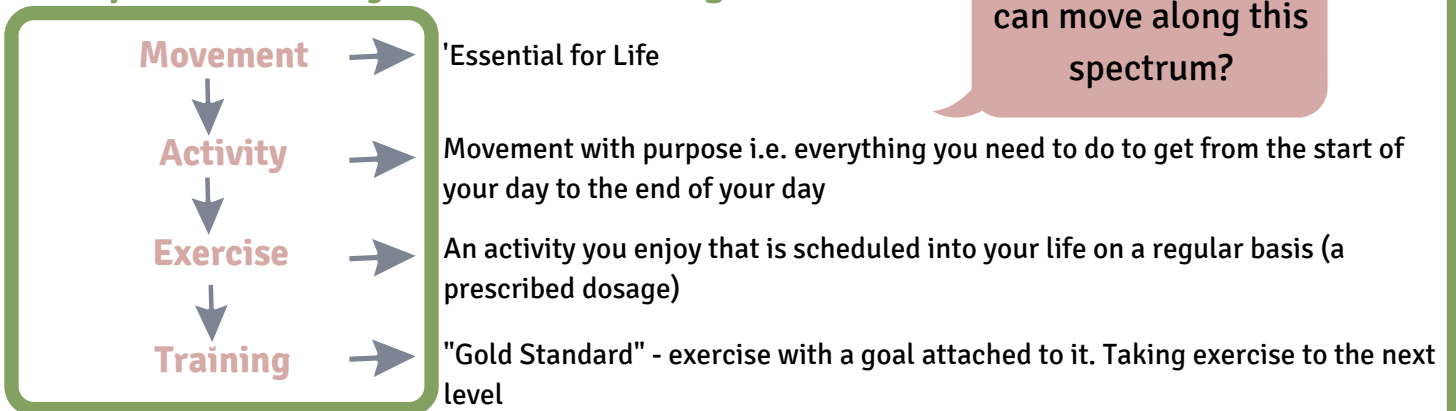 can move along this
spectrum?
Movement
'Essential for Life
Activity
Movement with purpose i.e. everything you need to do to get from the start of
your day to the end of your day
Exercise
An activity you enjoy that is scheduled into your life on a regular basis (a
prescribed dosage)
Training
"Gold Standard" - exercise with a goal attached to it. Taking exercise to the next
level